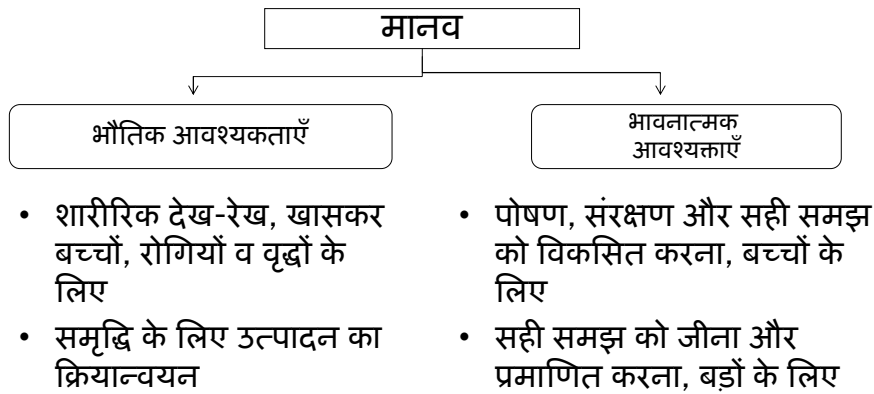 मानव
भौतिक आवश्यकताएँ
भावनात्मक
आवश्यक्ताएँ
• शारीरिक देख-रेख, खासकर
बच्चों, रोगियों व वृद्धों के
लिए
• समृद्धि के लिए उत्पादन का
क्रियान्वयन
• पोषण, संरक्षण और सही समझ
को विकसित करना, बच्चों के
लिए
• सही समझ को जीना और
प्रमाणित करना, बड़ों के लिए